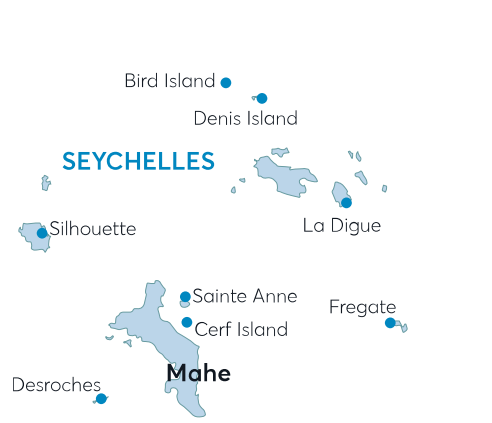 Bird Island
Denis Island
SEYCHELLES
La Digue
Silhouette
Sainte Anne
Fregate
Cerf Island
Mahe
Desroches